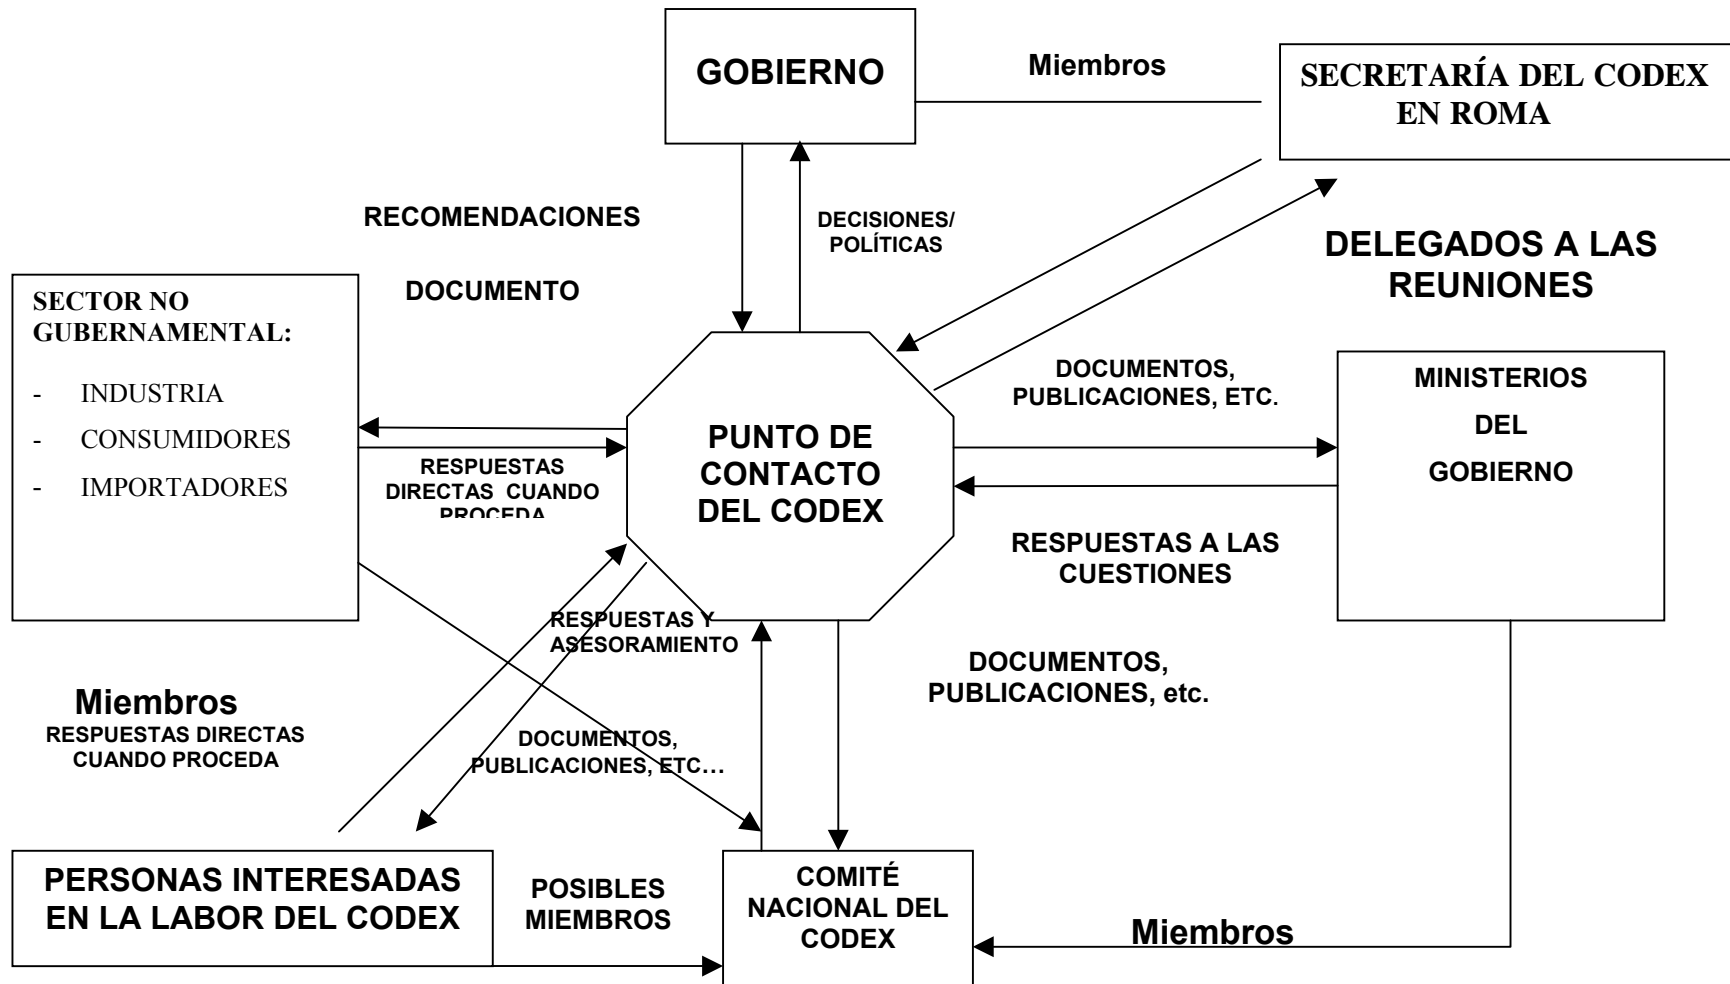 GOBIERNO
Miembros
SECRETARÍA DEL CODEX
EN ROMA
RECOMENDACIONES
DECISIONES/
POLÍTICAS
DELEGADOS A LAS
REUNIONES
DOCUMENTO
SECTOR NO
GUBERNAMENTAL:
- INDUSTRIA
- CONSUMIDORES
- IMPORTADORES
RESPUESTAS
DIRECTAS CUANDO
PROCEDA
PUNTO DE
CONTACTO
DEL CODEX
DOCUMENTOS,
PUBLICACIONES, ETC.
MINISTERIOS
DEL
GOBIERNO
RESPUESTAS A LAS
CUESTIONES
RESPUESTAS Y
ASESORAMIENTO
DOCUMENTOS,
PUBLICACIONES, etc.
Miembros
RESPUESTAS DIRECTAS
CUANDO PROCEDA
DOCUMENTOS,
PUBLICACIONES, ETC…
PERSONAS INTERESADAS
EN LA LABOR DEL CODEX
POSIBLES
MIEMBROS
COMITÉ
NACIONAL DEL
CODEX
Miembros